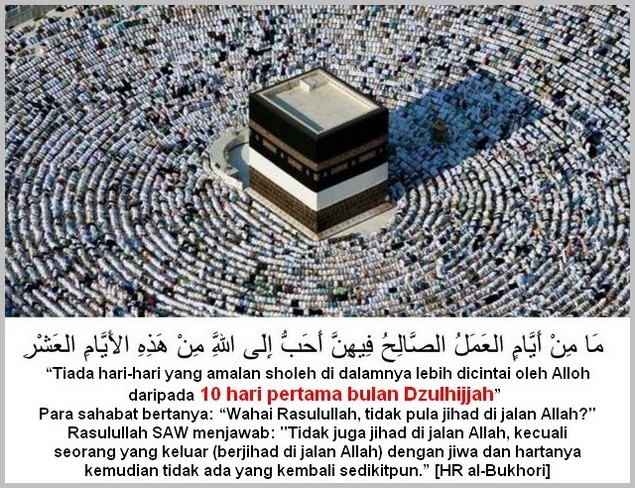 مَا مِنْ أَيَّامٍ العَمَلُ الصَّالِحُ فِيهِنَّ أَحَبُّ إِلَى اللَّهِ مِنْ هَذِهِ الأَيَّامِ العَشْرِ
“Tiada hari-hari yang amalan sholeh di dalamnya lebih dicintai oleh Alloh
daripada 10 hari pertama bulan Dzulhijjah”
Para sahabat bertanya: “Wahai Rasulullah, tidak pula jihad di jalan Allah?"
Rasulullah SAW menjawab: "Tidak juga jihad di jalan Allah, kecuali
seorang yang keluar (berjihad di jalan Allah) dengan jiwa dan hartanya
kemudian tidak ada yang kembali sedikitpun.” [HR al-Bukhori]